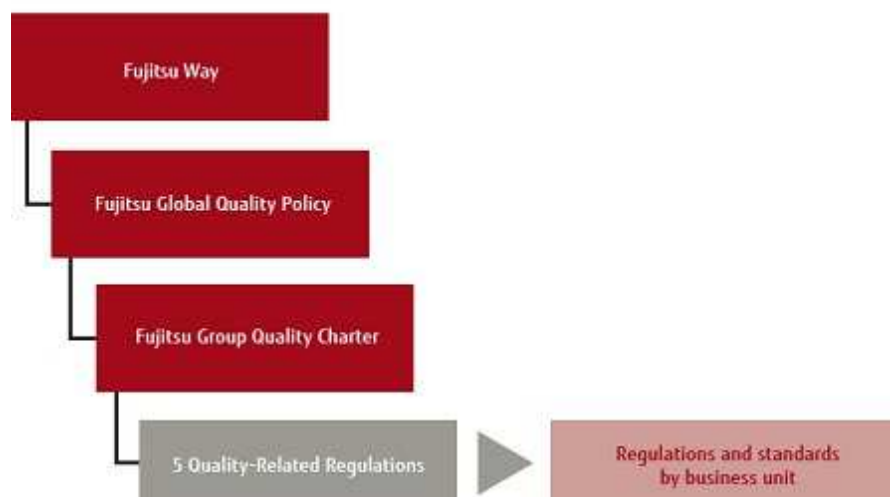 Fujitsu Way
Fujitsu Global Quality Policy
Fujitsu Group Quality Charter
5 Quality-Related Regulations
Regulations and standards
by business unit